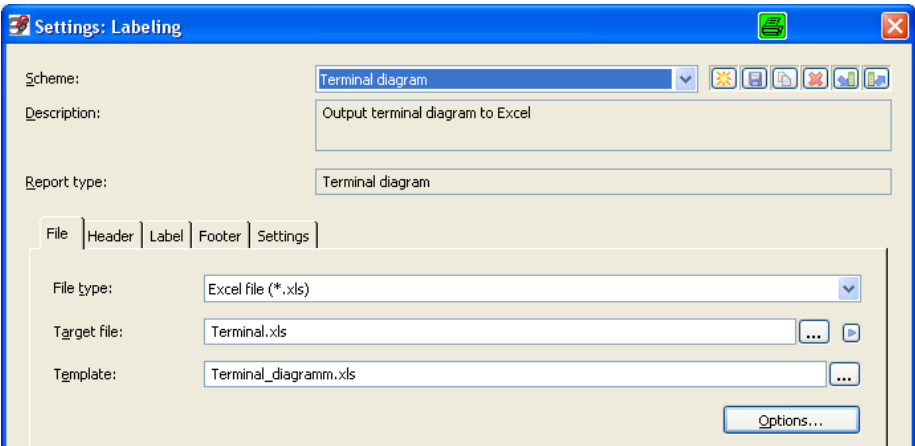 Settings: Labeling
Scheme: Terminal diagram
Description: Output terminal diagram to Excel
Report type: Terminal diagram
File Header Label Footer Settings
File type: Excel file (*.xls)
Target file: Terminal.xls ...
Template: Terminal_diagramm.xls ...
Options...